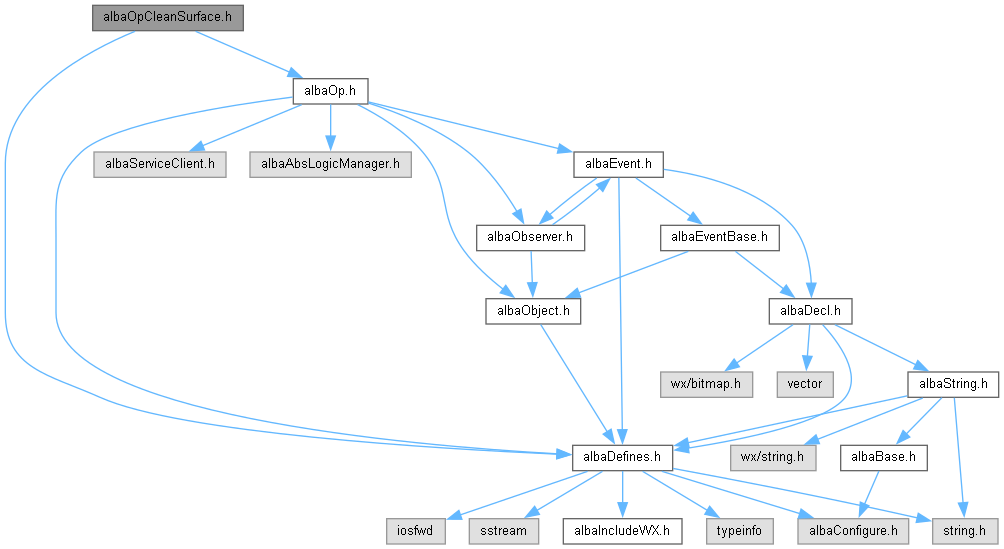 albaOpCleanSurface.h
albaOp.h
albaServiceClient.h
albaAbsLogicManager.h
albaEvent.h
albaObserver.h
albaEventBase.h
albaObject.h
albaDecl.h
wx/bitmap.h
vector
albaString.h
albaDefines.h
wx/string.h
albaBase.h
iosfwd
sstream
albaIncludeWX.h
typeinfo
albaConfigure.h
string.h